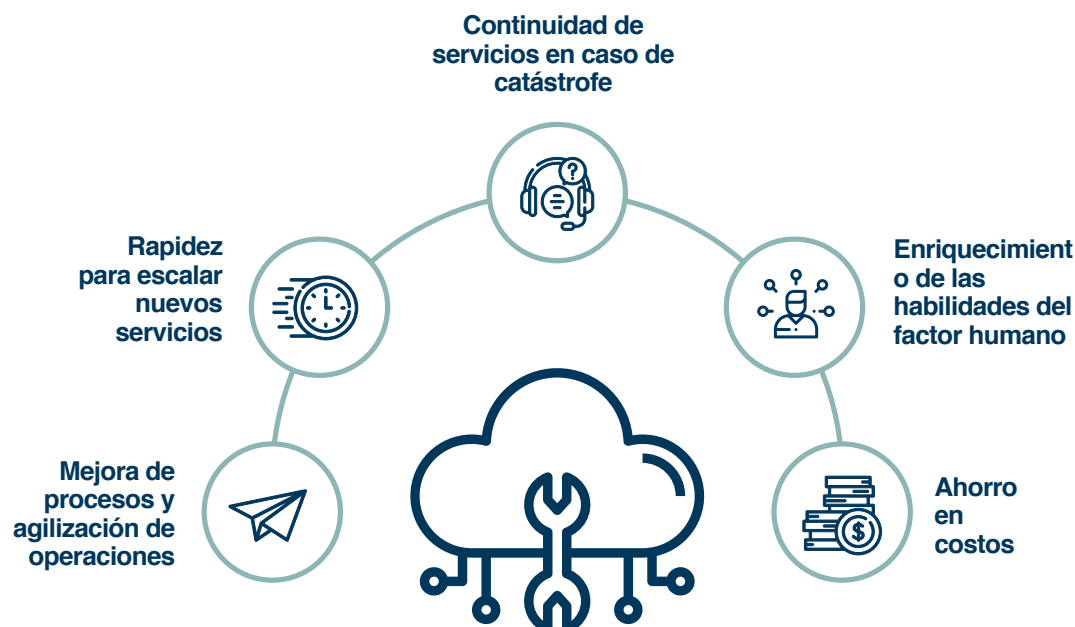 Continuidad de
servicios en caso de
catástrofe
Rapidez
para escalar
nuevos
servicios
Enriquecimient
o de las
habilidades del
factor humano
Mejora de
procesos y
agilización de
operaciones
Ahorro
en
costos
?
$